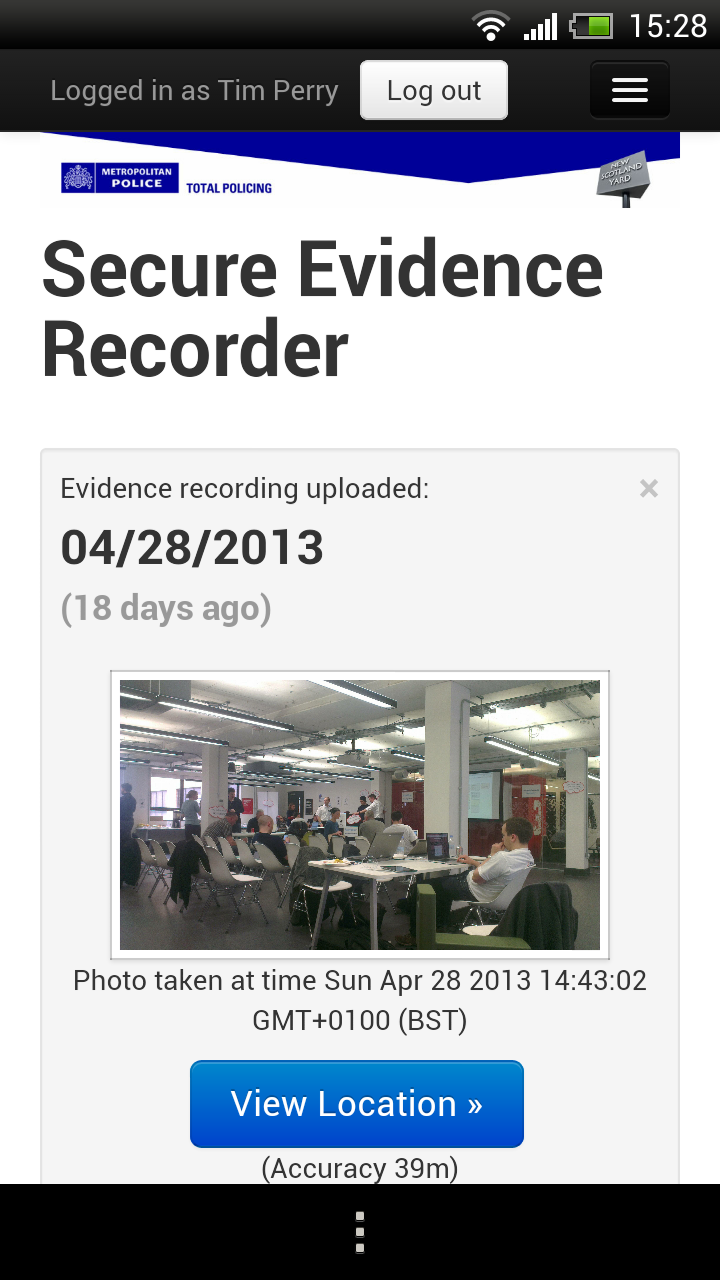 15:28
Logged in as Tim Perry Log out
METROPOLITAN
POLICE
TOTAL POLICING
NEW
SCOTLAND
YARD
Secure Evidence
Recorder
Evidence recording uploaded: ×
04/28/2013
(18 days ago)
Photo taken at time Sun Apr 28 2013 14:43:02
GMT+0100 (BST)
View Location »
(Accuracy 39m)